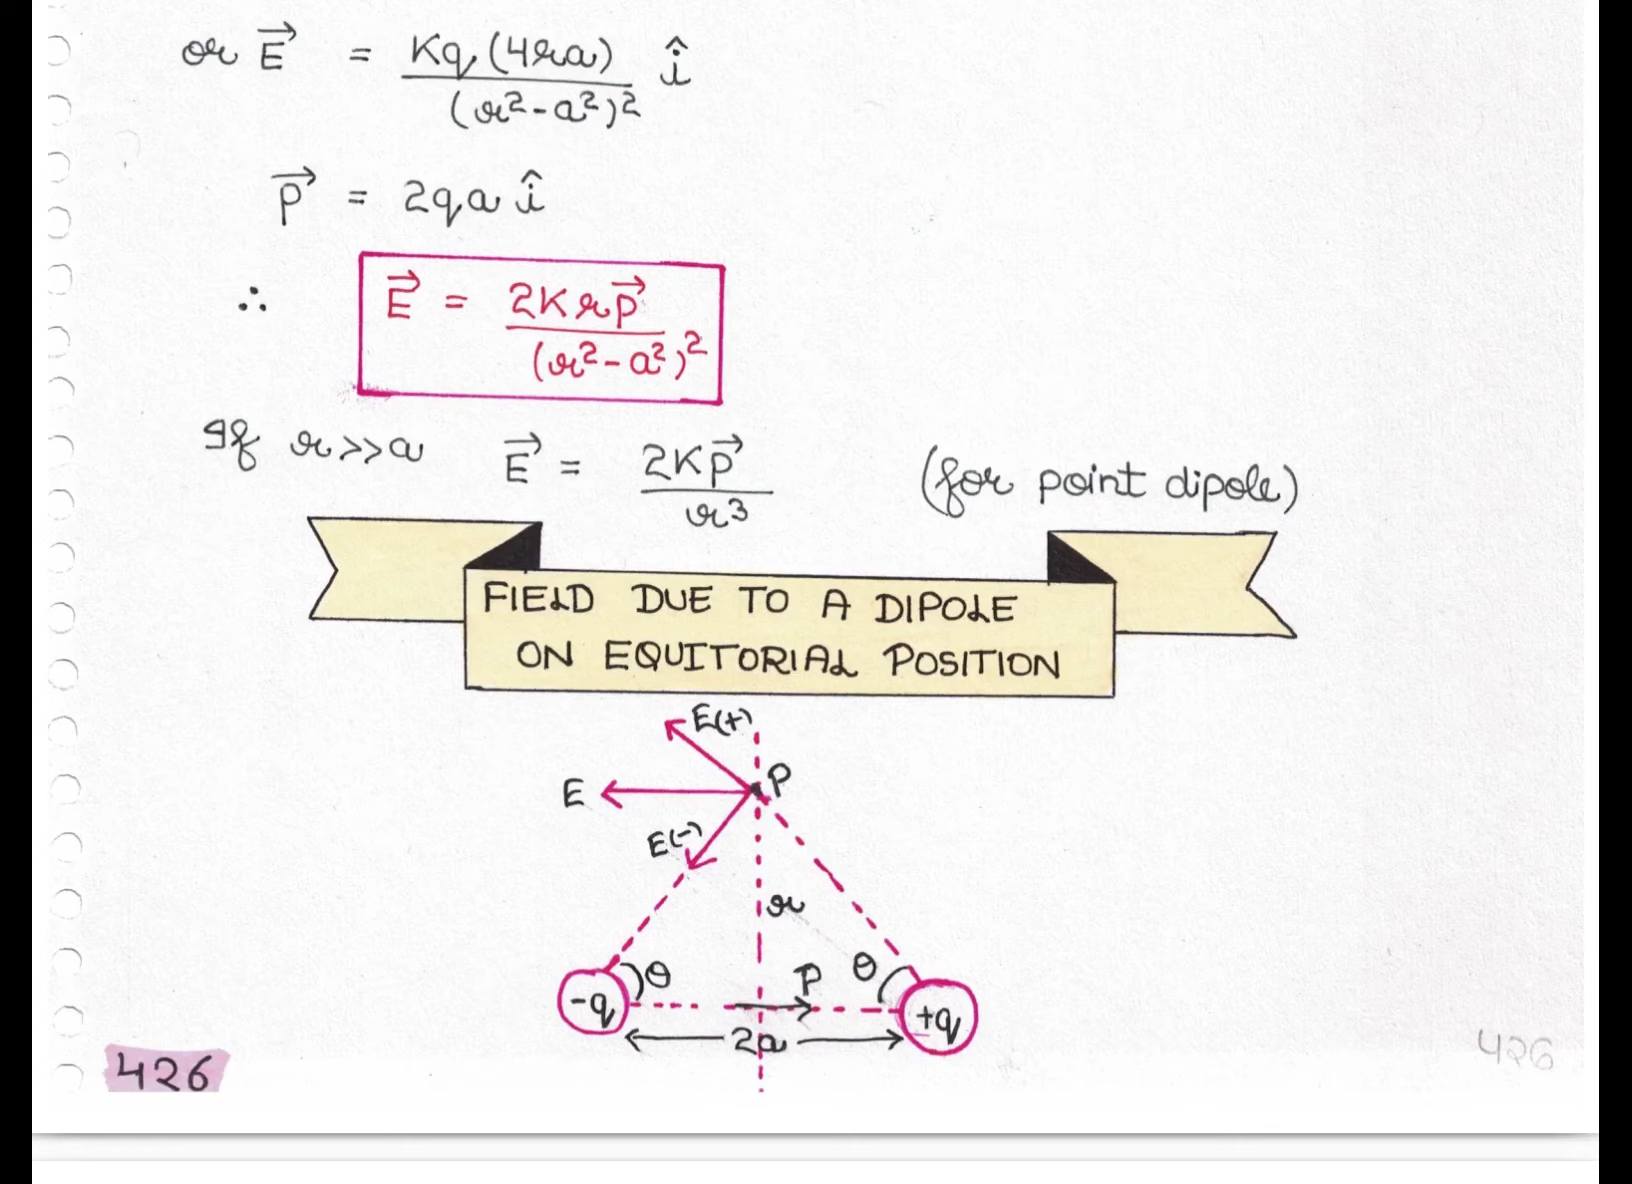 or E⃗ = Kq(4ra) / (r²-a²)² î
P⃗ = 2qa î
∴ E⃗ = 2KrP⃗ / (r²-a²)²
If r>>a E⃗ = 2KP⃗ / r³ (for point dipole)
FIELD DUE TO A DIPOLE
ON EQUITORIAL POSITION
E(+)
P
E
E(-)
r
θ P θ
-q +q
2a
426 426